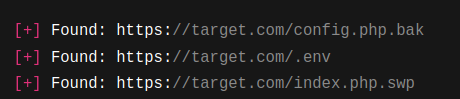 [+] Found: https://target.com/config.php.bak
[+] Found: https://target.com/.env
[+] Found: https://target.com/index.php.swp